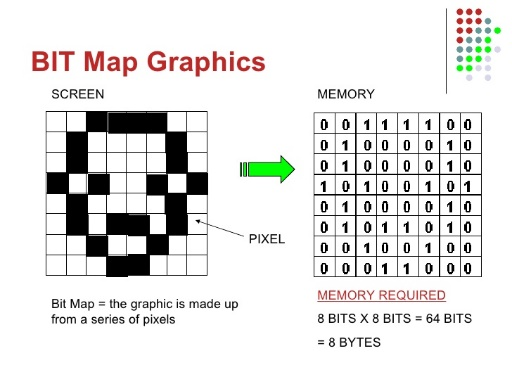 BIT Map Graphics
SCREEN
MEMORY
0 0 1 1 1 1 0 0
0 1 0 0 0 0 1 0
0 1 0 0 0 0 1 0
1 0 1 0 0 1 0 1
0 1 0 0 0 0 1 0
0 1 0 1 1 0 1 0
0 0 1 0 0 1 0 0
0 0 0 1 1 0 0 0
PIXEL
Bit Map = the graphic is made up
from a series of pixels
MEMORY REQUIRED
8 BITS X 8 BITS = 64 BITS
= 8 BYTES